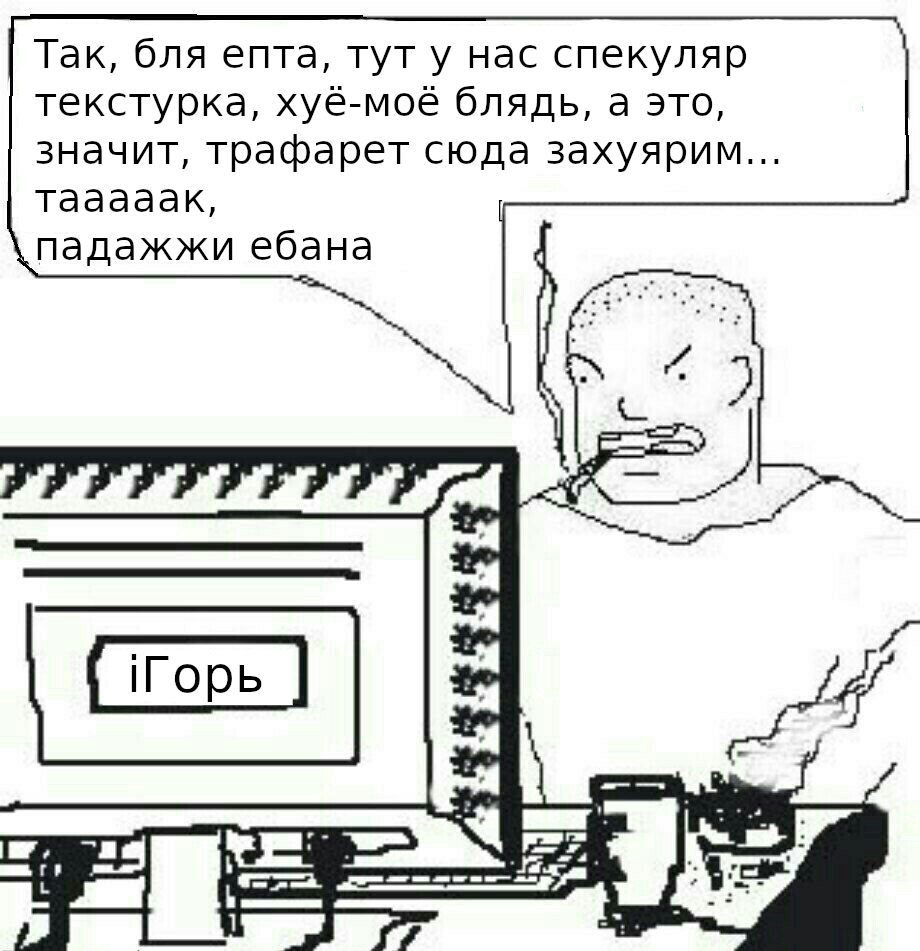 Так, бля епта, тут у нас спекуляр
текстурка, хуё-моё блядь, а это,
значит, трафарет сюда захуярим...
тааааак,
падажжи ебана
iГорь